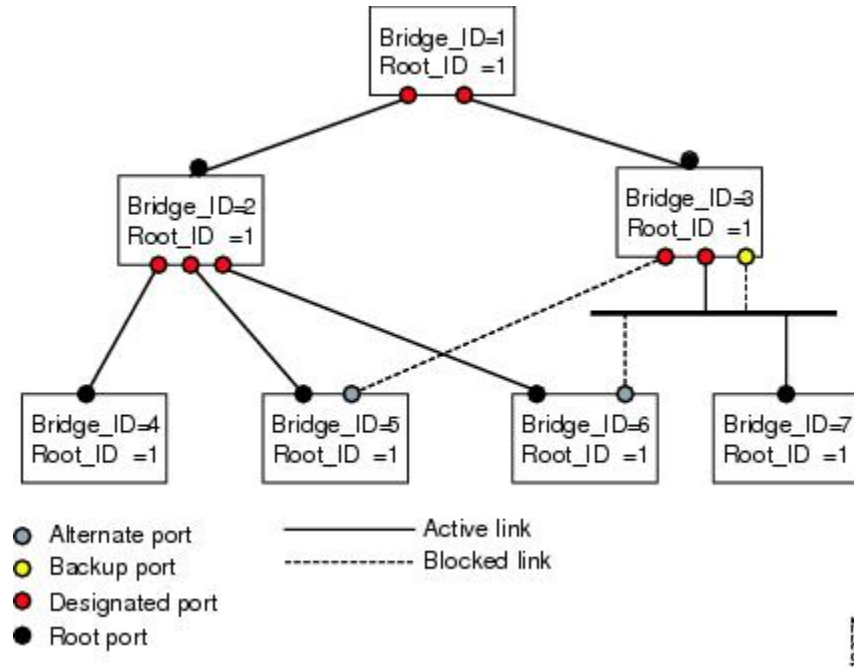 Bridge_ID=1
Root_ID =1
Bridge_ID=2
Root_ID =1
Bridge_ID=3
Root_ID =1
Bridge_ID=4
Root_ID =1
Bridge_ID=5
Root_ID =1
Bridge_ID=6
Root_ID =1
Bridge_ID=7
Root_ID =1
Alternate port
Backup port
Designated port
Root port
Active link
Blocked link